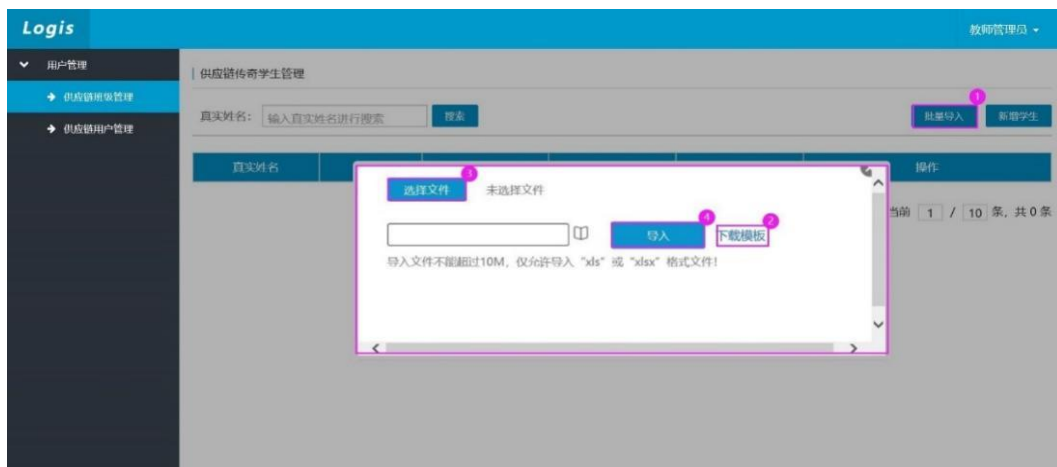 Logis
教师管理员
用户管理
供应链班级管理
供应链用户管理
供应链传奇学生管理
真实姓名： 输入真实姓名进行搜索 搜索
1
批量导入 新增学生
真实姓名 操作
3
选择文件 未选择文件
当前 1 / 10 条，共 0 条
4 2
导入 下载模板
导入文件不能超过10M，仅允许导入 "xls" 或 "xlsx" 格式文件！